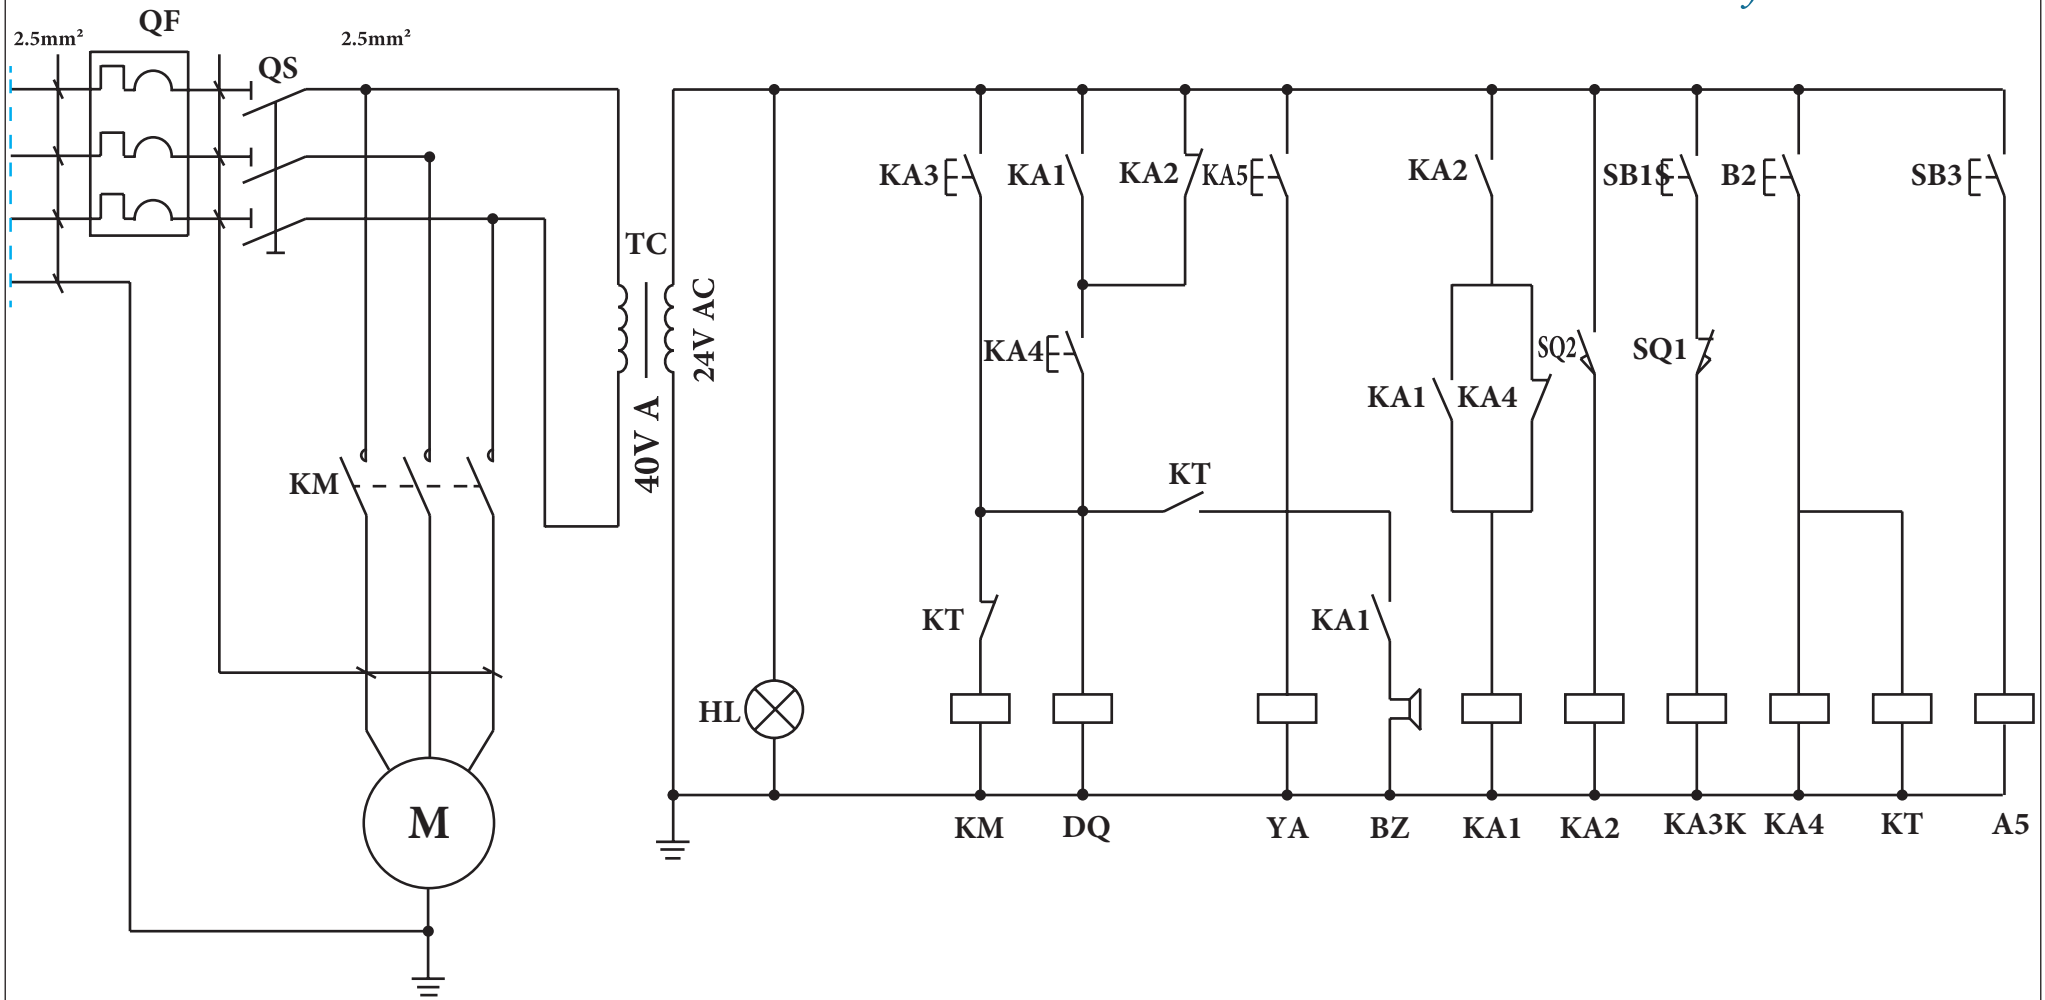 QF
2.5mm²
2.5mm²
QS
KA3
KA1
KA2
KA5
KA2
SB1S
B2
SB3
TC
24V AC
40V A
KA4
SQ2
SQ1
KA1
KA4
KT
KM
KT
KA1
HL
M
KM
DQ
YA
BZ
KA1
KA2
KA3K
KA4
KT
A5